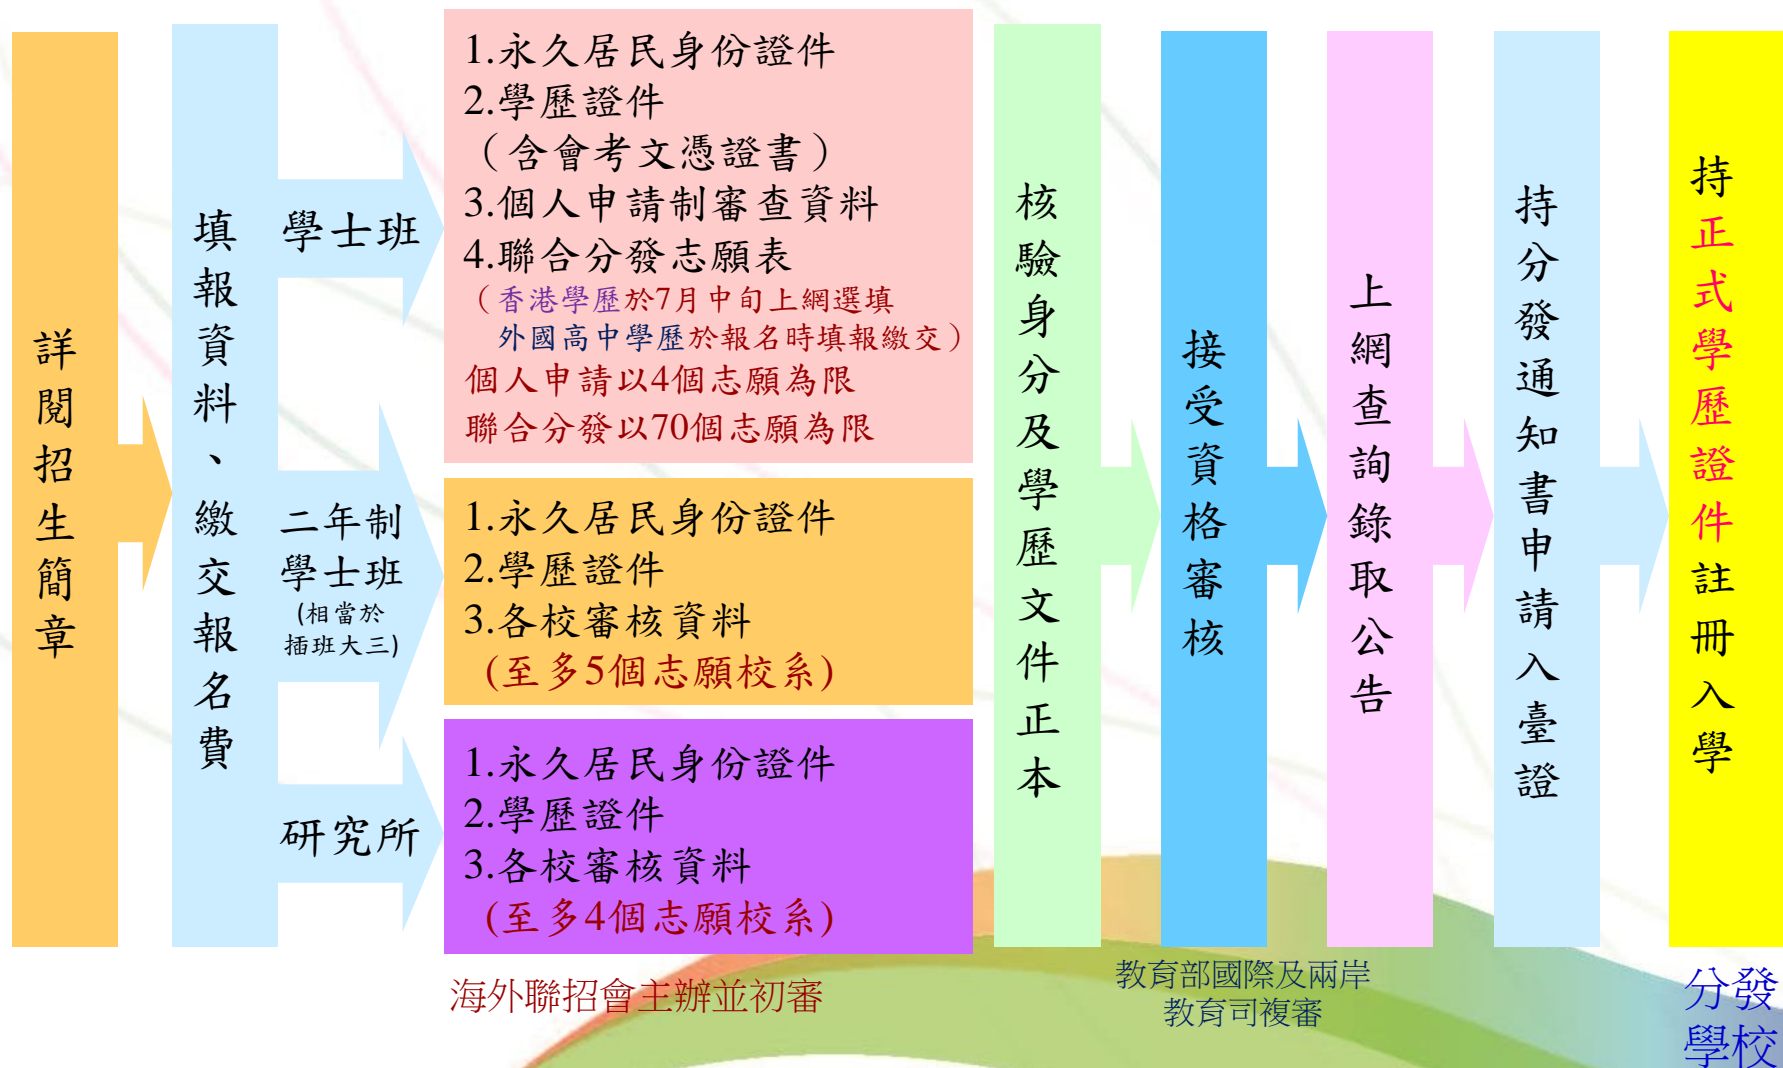 詳閱招生簡章
填報資料、繳交報名費
學士班
1.永久居民身份證件
2.學歷證件
（含會考文憑證書）
3.個人申請制審查資料
4.聯合分發志願表
（香港學歷於7月中旬上網選填
外國高中學歷於報名時填報繳交）
個人申請以4個志願為限
聯合分發以70個志願為限
二年制
學士班
(相當於
插班大三)
1.永久居民身份證件
2.學歷證件
3.各校審核資料
(至多5個志願校系)
研究所
1.永久居民身份證件
2.學歷證件
3.各校審核資料
(至多4個志願校系)
海外聯招會主辦並初審
核驗身分及學歷文件正本
接受資格審核
教育部國際及兩岸
教育司複審
上網查詢錄取公告
持分發通知書申請入臺證
持正式學歷證件註冊入學
分發
學校